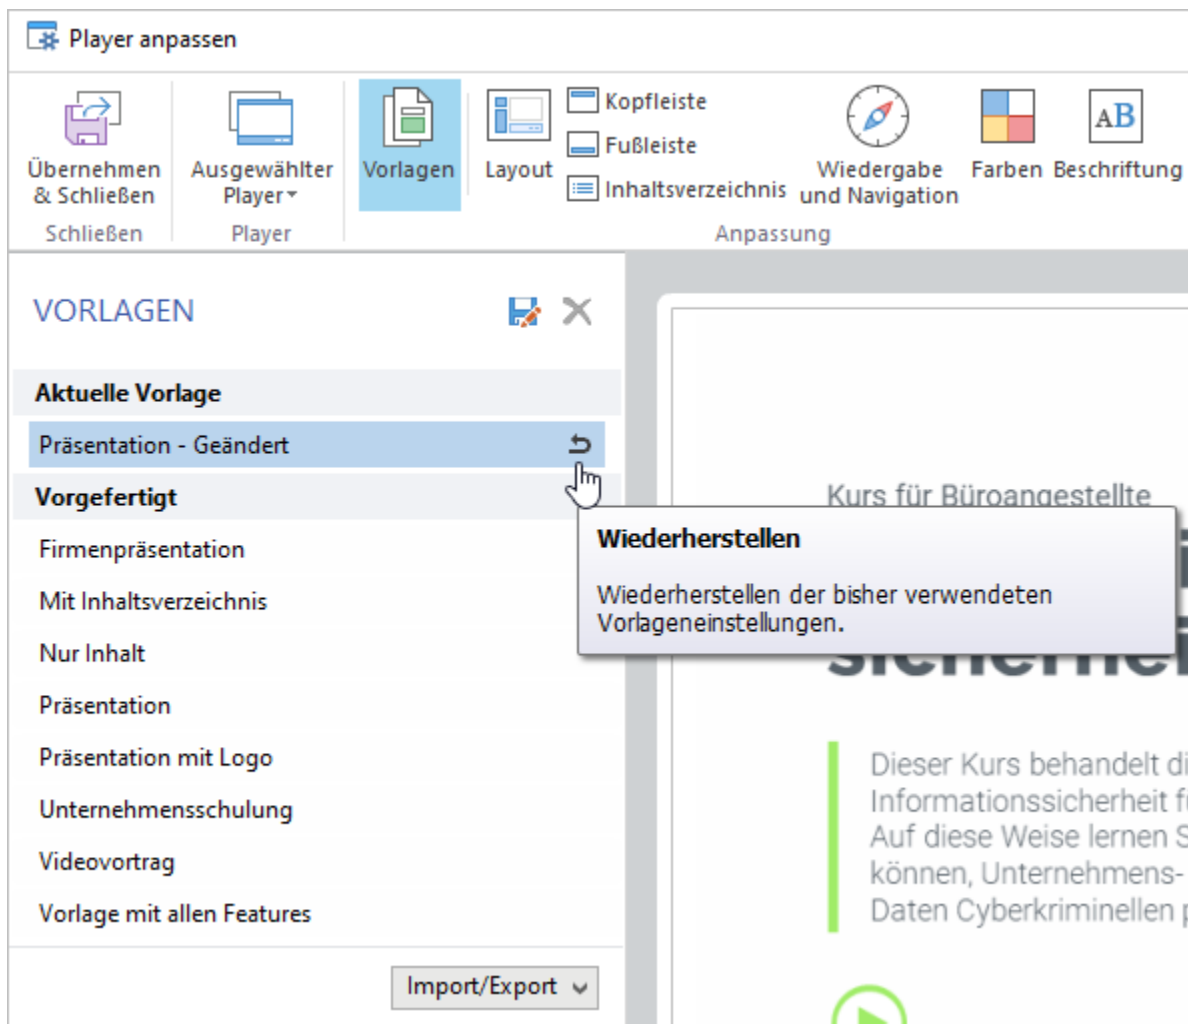 Player anpassen
Übernehmen
& Schließen
Ausgewählter
Player
Vorlagen
Layout
Kopfleiste
Fußleiste
Inhaltsverzeichnis
Wiedergabe
und Navigation
Farben
AB
Beschriftung
Schließen
Player
Anpassung
VORLAGEN
Aktuelle Vorlage
Präsentation - Geändert
Vorgefertigt
Firmenpräsentation
Mit Inhaltsverzeichnis
Nur Inhalt
Präsentation
Präsentation mit Logo
Unternehmensschulung
Videovortrag
Vorlage mit allen Features
Import/Export
Kurs für Büroangestellte
Wiederherstellen
Wiederherstellen der bisher verwendeten
Vorlageneinstellungen.
Dieser Kurs behandelt
Informationssicherheit
Auf diese Weise lernen
können, Unternehmens-
Daten Cyberkriminellen